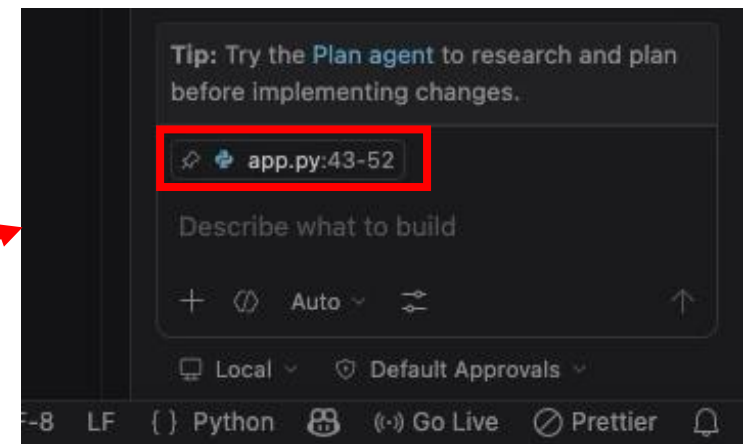 Tip: Try the Plan agent to research and plan
before implementing changes.
app.py:43-52
Describe what to build
Auto
Local Default Approvals
F-8 LF {} Python Go Live Prettier